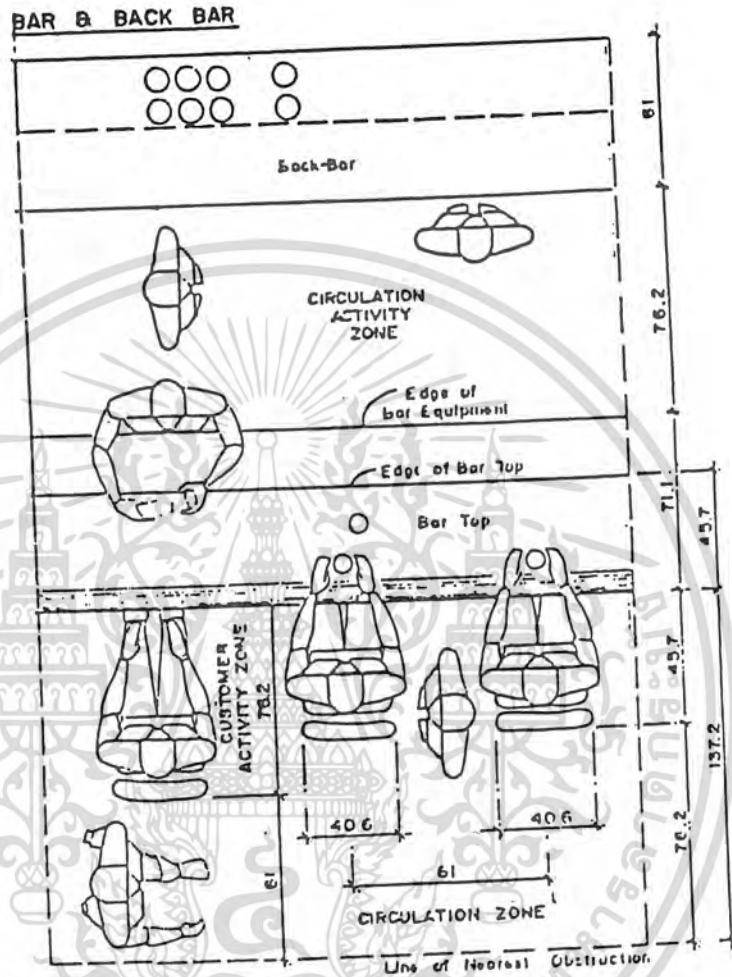 BAR & BACK BAR
61
Back-Bar
CIRCULATION
ACTIVITY
ZONE
76.2
Edge of
bar Equipment
Edge of Bar Top
71.1
Bar Top
45.7
CUSTOMER
ACTIVITY ZONE
76.2
45.7
137.2
40.6
40.6
76.2
61
61
CIRCULATION ZONE
Line of Nearest Obstruction